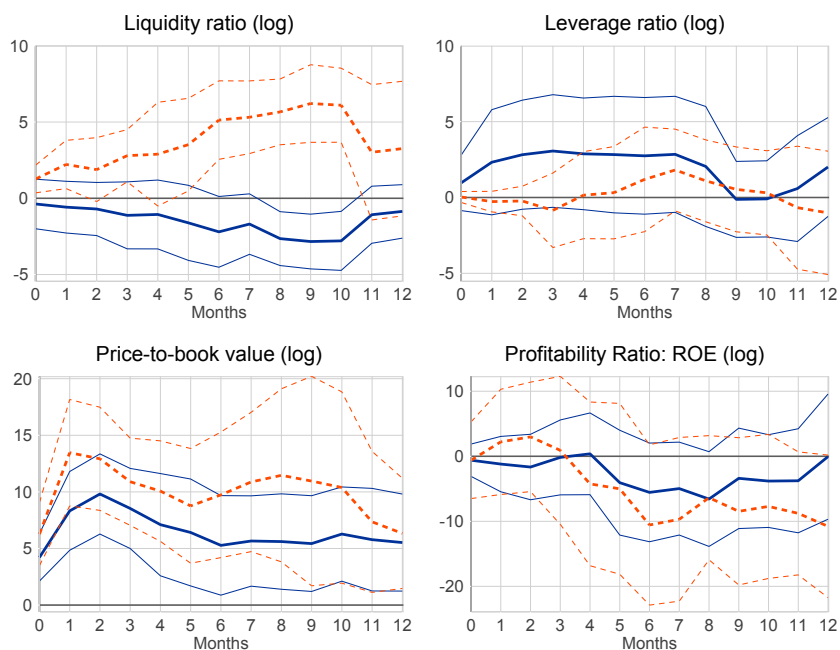 Liquidity ratio (log)
10
5
0
-5
0 1 2 3 4 5 6 7 8 9 10 11 12
Months
Leverage ratio (log)
10
5
0
-5
0 1 2 3 4 5 6 7 8 9 10 11 12
Months
Price-to-book value (log)
20
15
10
5
0
0 1 2 3 4 5 6 7 8 9 10 11 12
Months
Profitability Ratio: ROE (log)
10
0
-10
-20
0 1 2 3 4 5 6 7 8 9 10 11 12
Months